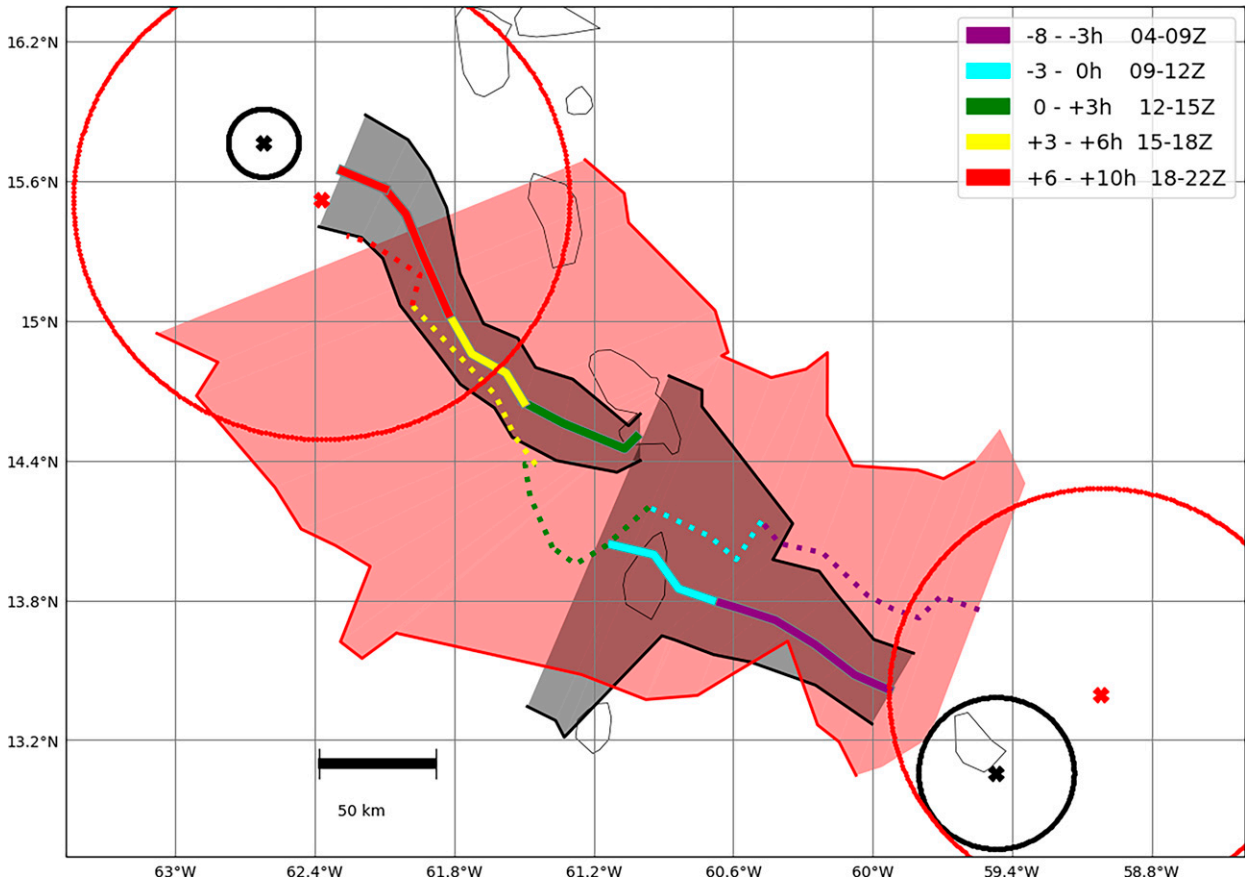 16.2°N
15.6°N
15°N
14.4°N
13.8°N
13.2°N
-8 - -3h 04-09Z
-3 - 0h 09-12Z
0 - +3h 12-15Z
+3 - +6h 15-18Z
+6 - +10h 18-22Z
50 km
63°W 62.4°W 61.8°W 61.2°W 60.6°W 60°W 59.4°W 58.8°W